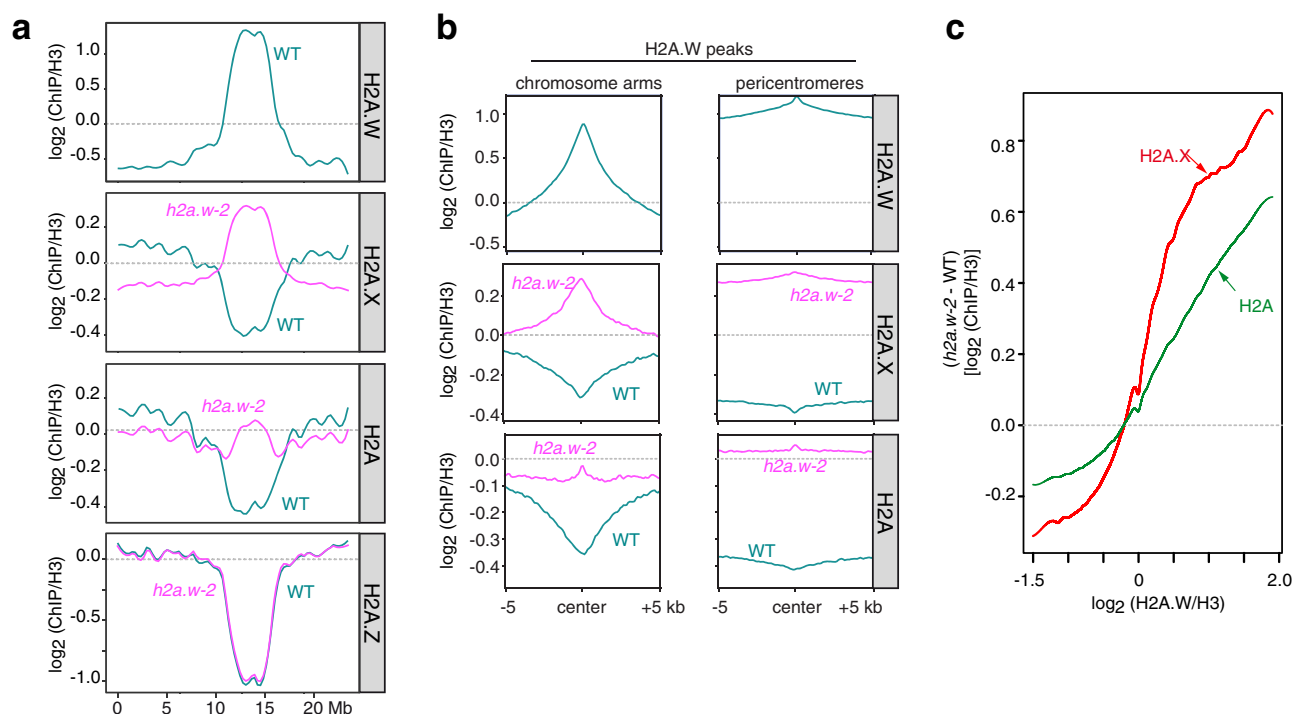 a
log2 (ChIP/H3)
1.0
0.5
0.0
-0.5
WT
H2A.W
log2 (ChIP/H3)
0.2
0.0
-0.2
-0.4
h2a.w-2
WT
H2A.X
log2 (ChIP/H3)
0.2
0.0
-0.2
-0.4
h2a.w-2
WT
H2A
log2 (ChIP/H3)
0.0
-0.5
-1.0
h2a.w-2
WT
H2A.Z
0 5 10 15 20 Mb
b
H2A.W peaks
chromosome arms pericentromeres
log2 (ChIP/H3)
1.0
0.5
0.0
-0.5
H2A.W
log2 (ChIP/H3)
0.2
0.0
-0.2
-0.4
h2a.w-2
WT
h2a.w-2
WT
H2A.X
log2 (ChIP/H3)
0.0
-0.1
-0.2
-0.3
-0.4
h2a.w-2
WT
h2a.w-2
WT
H2A
-5 center +5 kb
-5 center +5 kb
c
(h2a.w-2 - WT)
[log2 (ChIP/H3)]
0.8
0.6
0.4
0.2
0.0
-0.2
H2A.X
H2A
-1.5 0 2.0
log2 (H2A.W/H3)